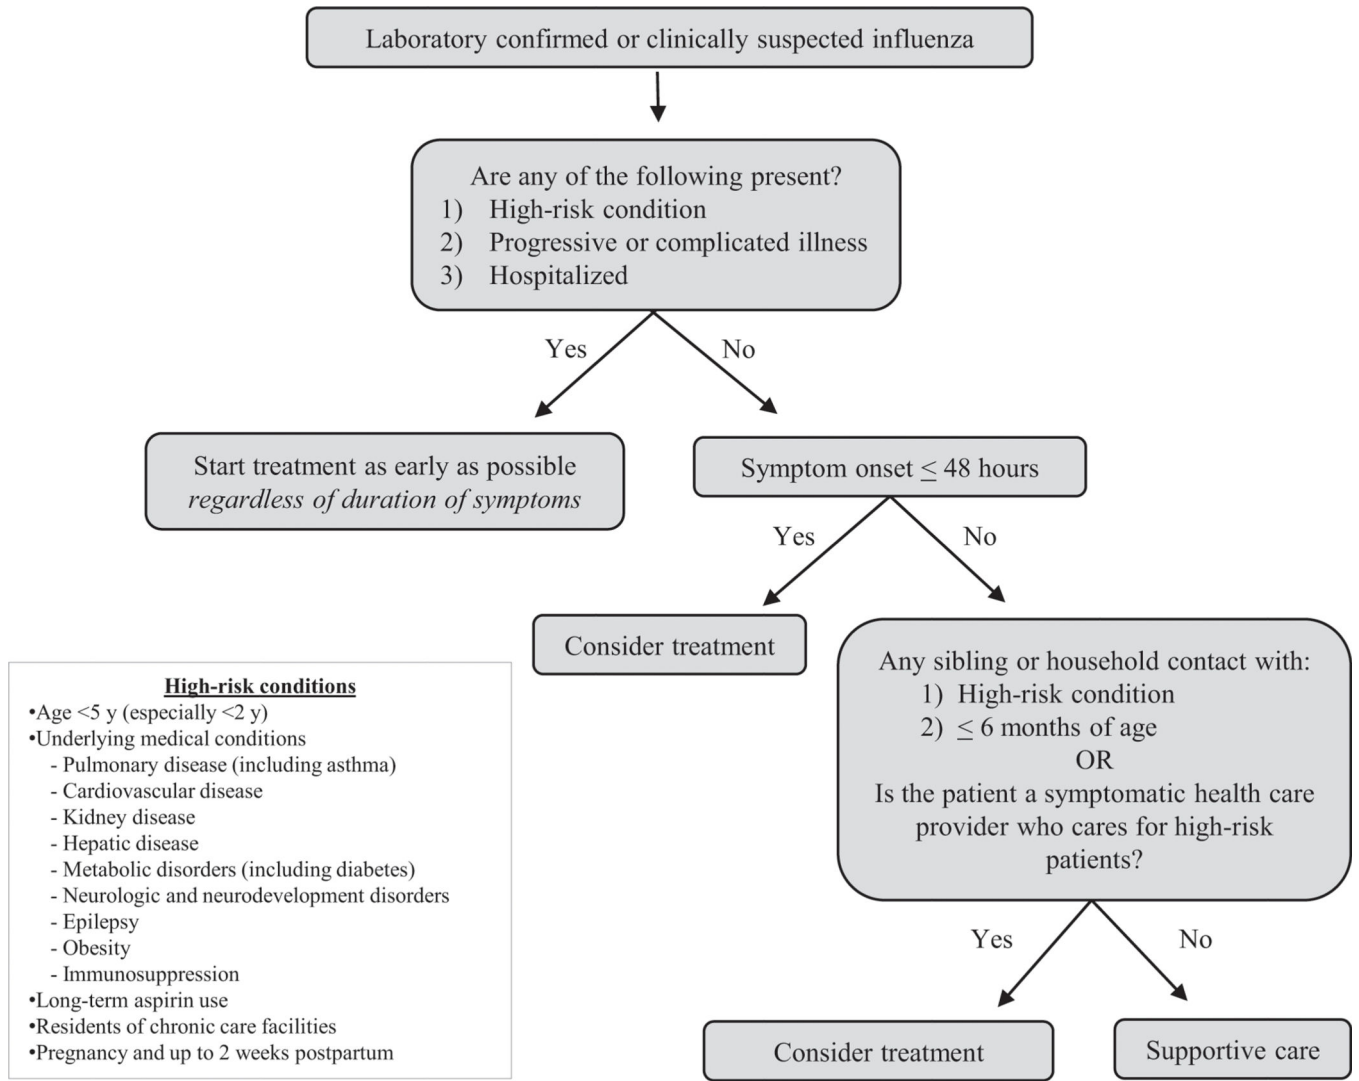 Laboratory confirmed or clinically suspected influenza
Are any of the following present?
1) High-risk condition
2) Progressive or complicated illness
3) Hospitalized
Yes
No
Start treatment as early as possible
regardless of duration of symptoms
Symptom onset ≤ 48 hours
Yes
No
Consider treatment
Any sibling or household contact with:
1) High-risk condition
2) ≤ 6 months of age
OR
Is the patient a symptomatic health care
provider who cares for high-risk
patients?
Yes
No
Consider treatment
Supportive care
High-risk conditions
•Age <5 y (especially <2 y)
•Underlying medical conditions
- Pulmonary disease (including asthma)
- Cardiovascular disease
- Kidney disease
- Hepatic disease
- Metabolic disorders (including diabetes)
- Neurologic and neurodevelopment disorders
- Epilepsy
- Obesity
- Immunosuppression
•Long-term aspirin use
•Residents of chronic care facilities
•Pregnancy and up to 2 weeks postpartum